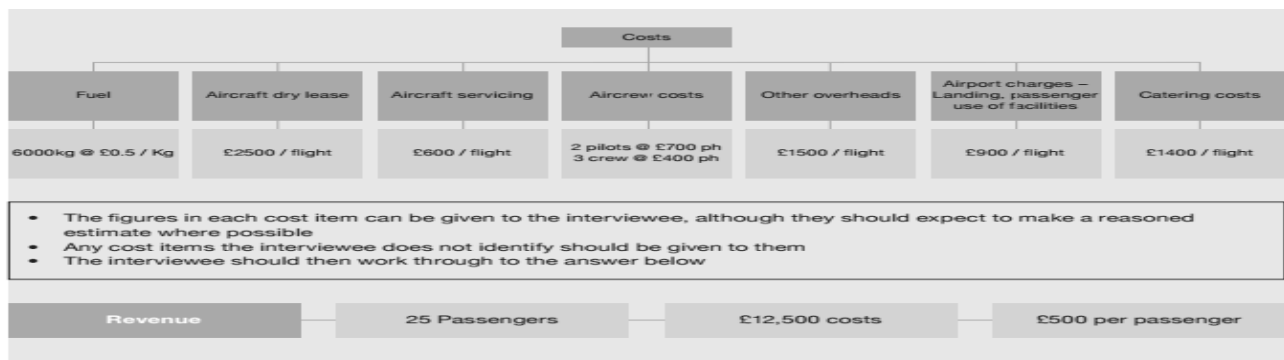 Costs
Fuel
Aircraft dry lease
Aircraft servicing
Aircrew costs
Other overheads
Airport charges –
Landing, passenger
use of facilities
Catering costs
6000kg @ £0.5 / Kg
£2500 / flight
£600 / flight
2 pilots @ £700 ph
3 crew @ £400 ph
£1500 / flight
£900 / flight
£1400 / flight
• The figures in each cost item can be given to the interviewee, although they should expect to make a reasoned
estimate where possible
• Any cost items the interviewee does not identify should be given to them
• The interviewee should then work through to the answer below
Revenue
25 Passengers
£12,500 costs
£500 per passenger